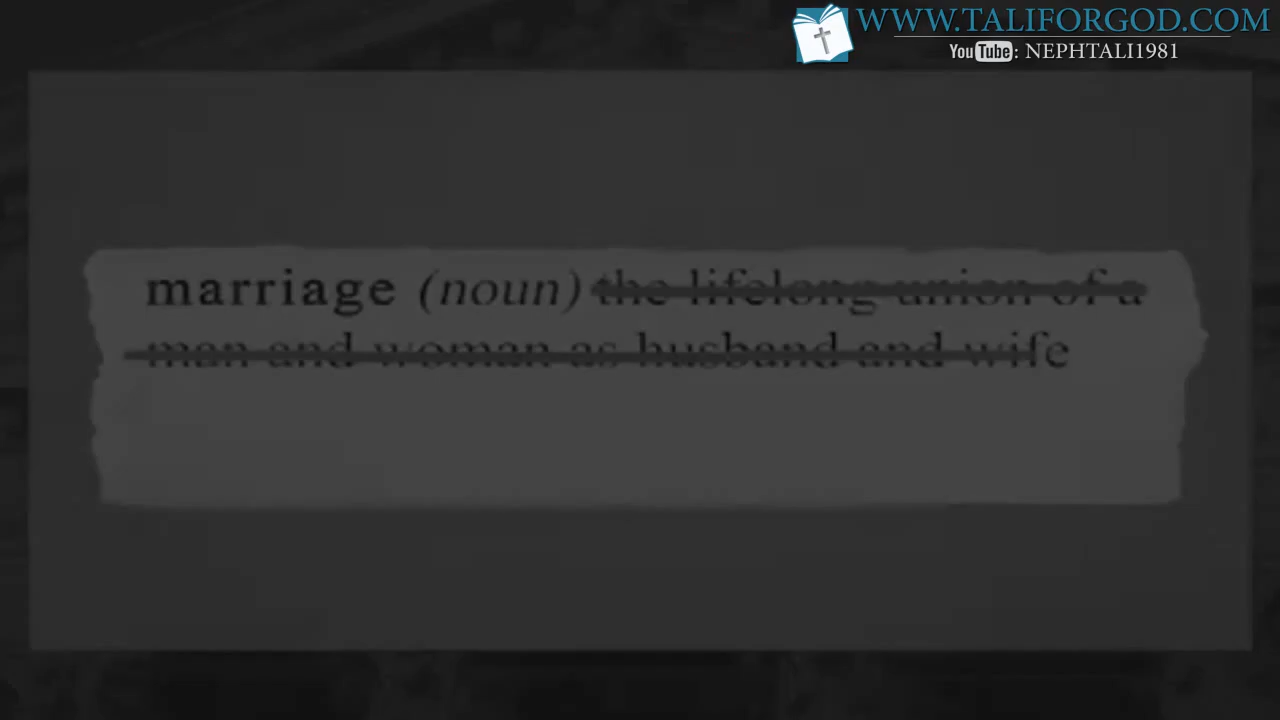 WWW.TALIFORGOD.COM
YouTube: NEPHTALI1981
marriage (noun) the lifelong union of a
man and woman as husband and wife